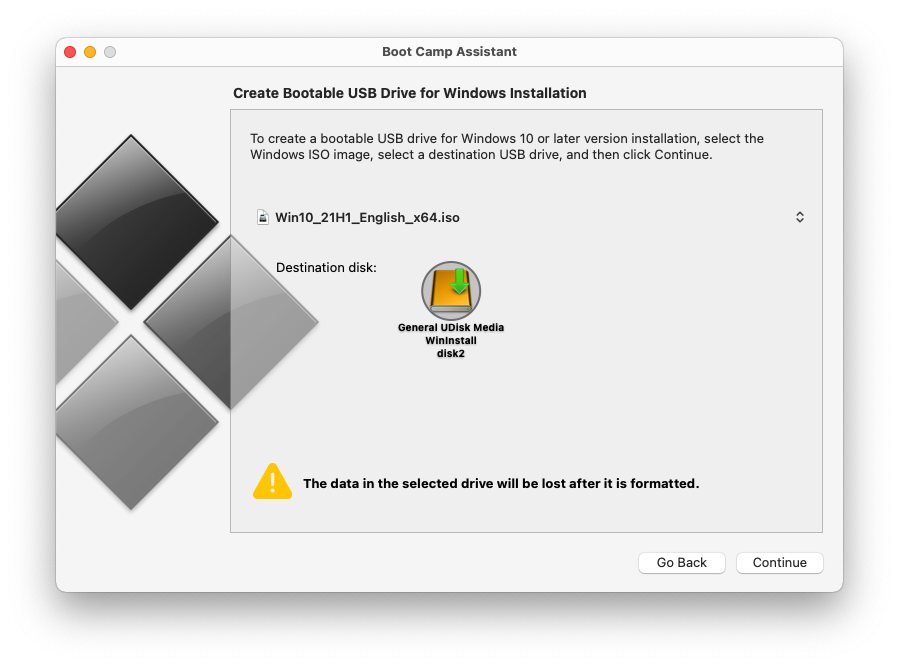 Boot Camp Assistant
Create Bootable USB Drive for Windows Installation
To create a bootable USB drive for Windows 10 or later version installation, select the
Windows ISO image, select a destination USB drive, and then click Continue.
Win10_21H1_English_x64.iso
Destination disk:
General UDisk Media
WinInstall
disk2
The data in the selected drive will be lost after it is formatted.
Go Back
Continue